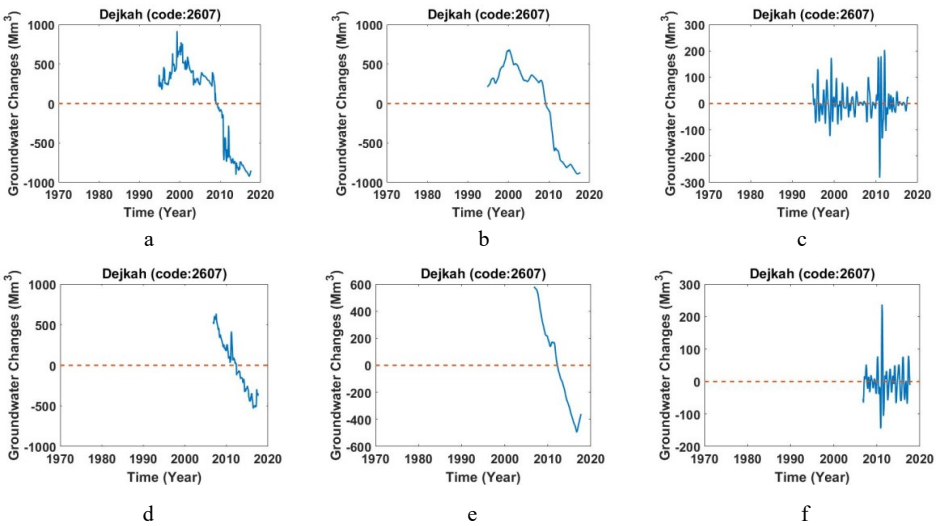 Dejkah (code:2607)
Groundwater Changes (Mm³)
1000
500
0
-500
-1000
1970 1980 1990 2000 2010 2020
Time (Year)
a
Dejkah (code:2607)
Groundwater Changes (Mm³)
1000
500
0
-500
-1000
1970 1980 1990 2000 2010 2020
Time (Year)
b
Dejkah (code:2607)
Groundwater Changes (Mm³)
300
200
100
0
-100
-200
-300
1970 1980 1990 2000 2010 2020
Time (Year)
c
Dejkah (code:2607)
Groundwater Changes (Mm³)
1000
500
0
-500
-1000
1970 1980 1990 2000 2010 2020
Time (Year)
d
Dejkah (code:2607)
Groundwater Changes (Mm³)
600
400
200
0
-200
-400
-600
1970 1980 1990 2000 2010 2020
Time (Year)
e
Dejkah (code:2607)
Groundwater Changes (Mm³)
300
200
100
0
-100
-200
1970 1980 1990 2000 2010 2020
Time (Year)
f